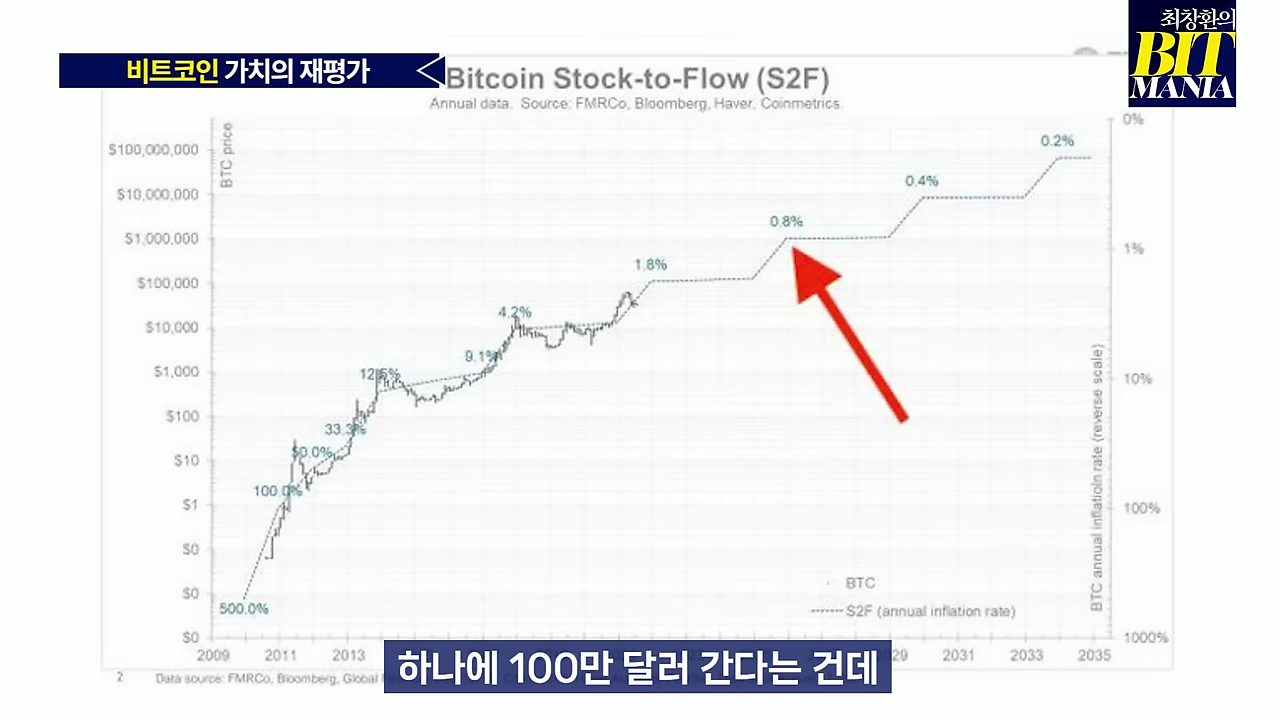 최창환의
BIT
MANIA
비트코인 가치의 재평가
Bitcoin Stock-to-Flow (S2F)
Annual data. Source: FMRCo, Bloomberg, Haver, Coinmetrics.
BTC price
$100,000,000
$10,000,000
$1,000,000
$100,000
$10,000
$1,000
$100
$10
$1
$0
$0
$0
0%
1%
10%
100%
1000%
BTC annual inflatioln rate (reverse scale)
0.2%
0.4%
0.8%
1.8%
4.2%
9.1%
12.5%
33.3%
50.0%
100.0%
500.0%
BTC
S2F (annual inflation rate)
2009 2011 2013 2031 2033 2035
2 Data source: FMRCo, Bloomberg, Global
하나에 100만 달러 간다는 건데